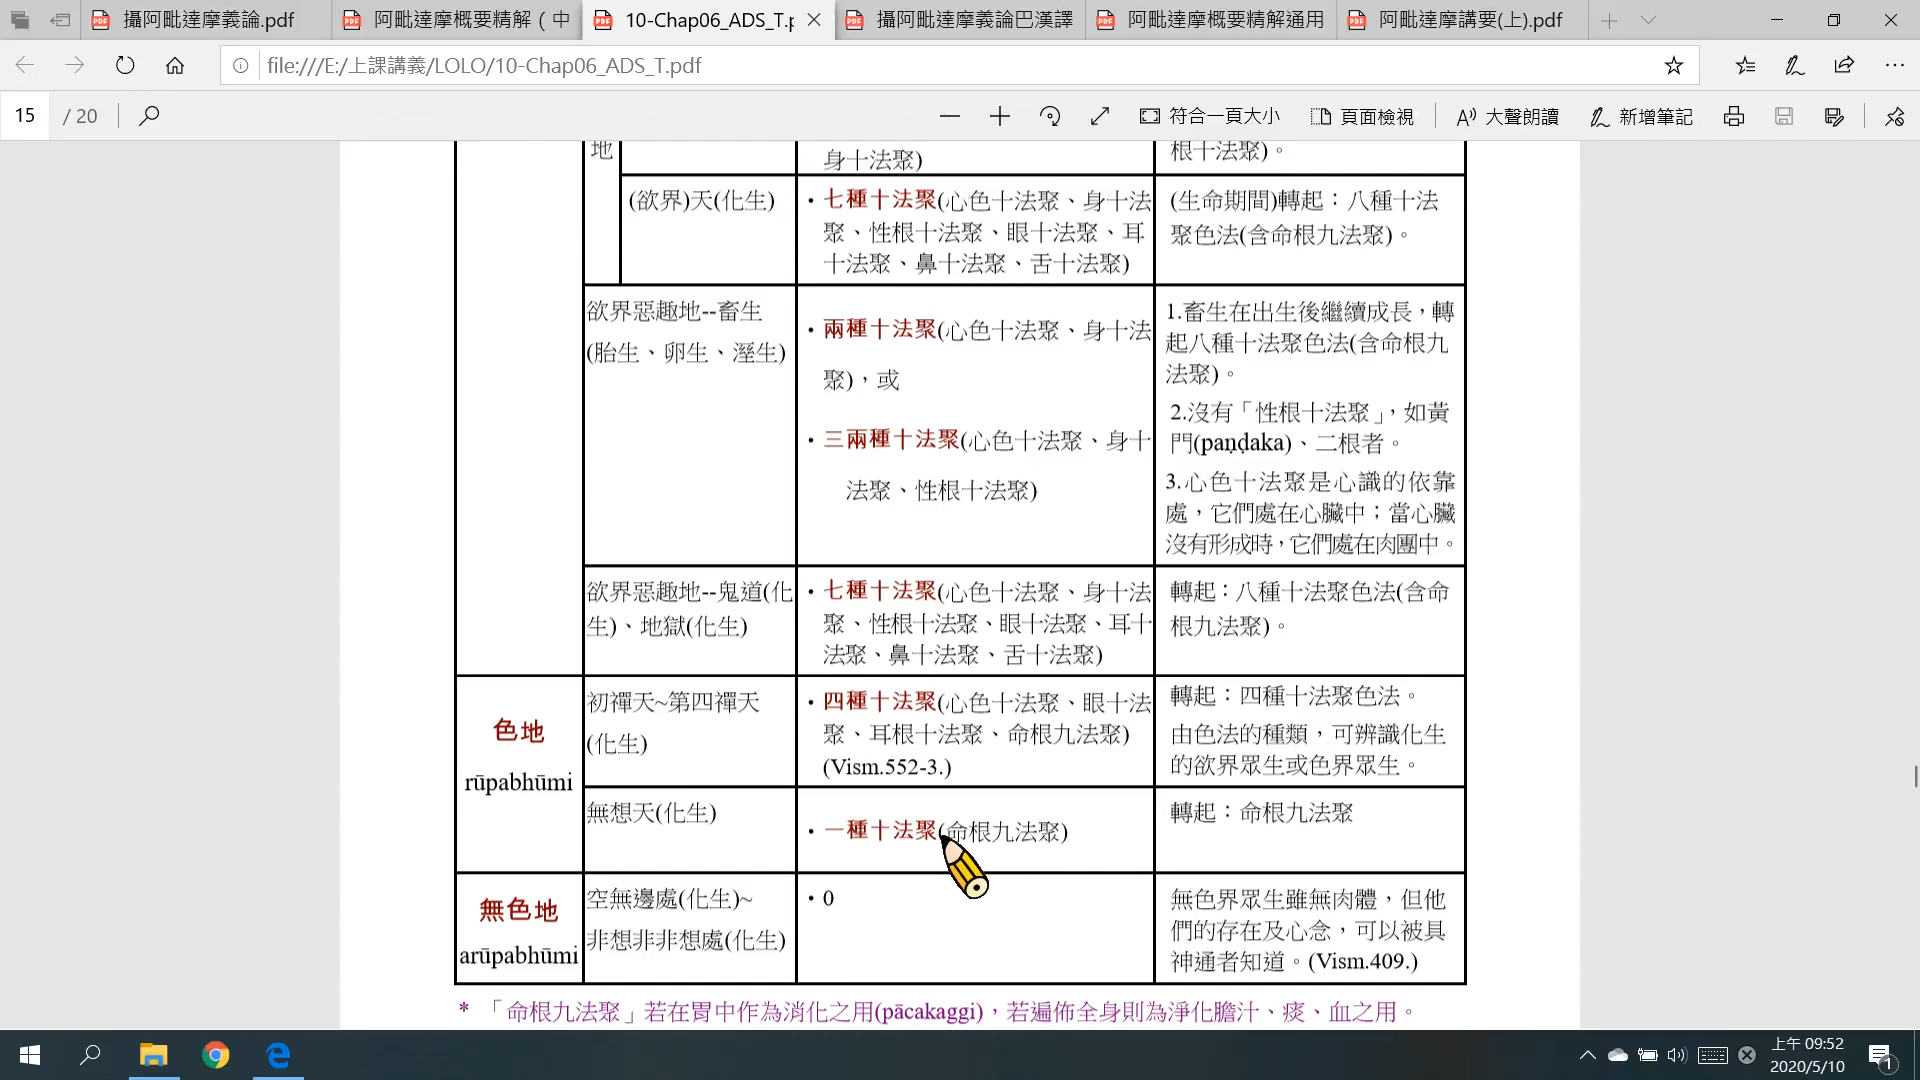 攝阿毗達摩義論.pdf
阿毗達摩概要精解 ( 中
10-Chap06_ADS_T.p
攝阿毗達摩義論巴漢譯
阿毗達摩概要精解通用
阿毗達摩講要(上).pdf
file:///E:/上課講義/LOLO/10-Chap06_ADS_T.pdf
15 / 20
符合一頁大小
頁面檢視
大聲朗讀
新增筆記
地
身十法聚)
根十法聚)。
(欲界)天(化生)
・七種十法聚(心色十法聚、身十法
聚、性根十法聚、眼十法聚、耳
十法聚、鼻十法聚、舌十法聚)
(生命期間)轉起：八種十法
聚色法(含命根九法聚)。
欲界惡趣地--畜生
(胎生、卵生、溼生)
・兩種十法聚(心色十法聚、身十法
聚)，或
・三兩種十法聚(心色十法聚、身十
法聚、性根十法聚)
1.畜生在出生後繼續成長，轉
起八種十法聚色法(含命根九
法聚)。
2.沒有「性根十法聚」，如黃
門(paṇḍaka)、二根者。
3.心色十法聚是心識的依靠
處，它們處在心臟中；當心臟
沒有形成時，它們處在肉團中。
欲界惡趣地--鬼道(化
生)、地獄(化生)
・七種十法聚(心色十法聚、身十法
聚、性根十法聚、眼十法聚、耳十
法聚、鼻十法聚、舌十法聚)
轉起：八種十法聚色法(含命
根九法聚)。
色地
rūpabhūmi
初禪天~第四禪天
(化生)
・四種十法聚(心色十法聚、眼十法
聚、耳根十法聚、命根九法聚)
(Vism.552-3.)
轉起：四種十法聚色法。
由色法的種類，可辨識化生
的欲界眾生或色界眾生。
無想天(化生)
・一種十法聚(命根九法聚)
轉起：命根九法聚
無色地
arūpabhūmi
空無邊處(化生)~
非想非非想處(化生)
・0
無色界眾生雖無肉體，但他
們的存在及心念，可以被具
神通者知道。(Vism.409.)
* 「命根九法聚」若在胃中作為消化之用(pācakaggi)，若遍佈全身則為淨化膽汁、痰、血之用。
上午 09:52
2020/5/10
1